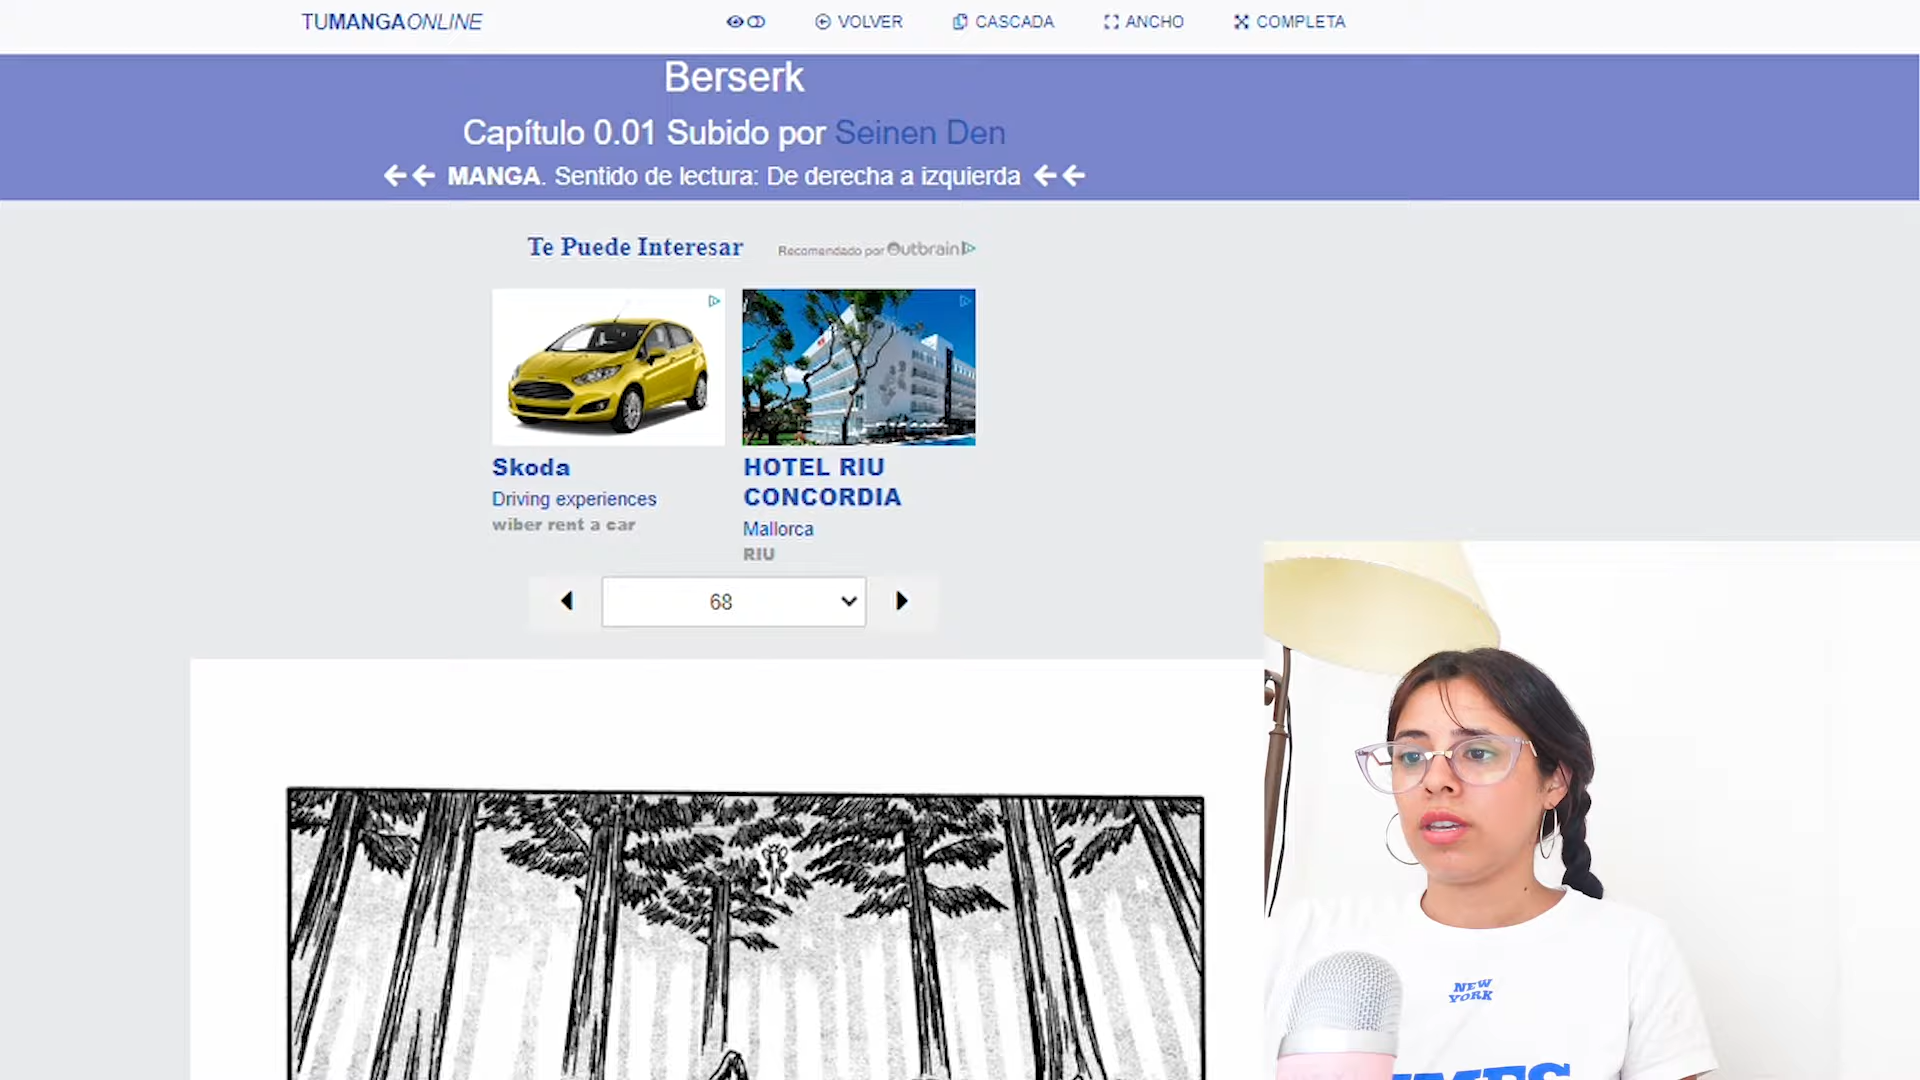 TUMANGAONLINE
VOLVER
CASCADA
ANCHO
COMPLETA
Berserk
Capítulo 0.01 Subido por Seinen Den
MANGA. Sentido de lectura: De derecha a izquierda
Te Puede Interesar
Recomendado por Outbrain
Skoda
Driving experiences
wiber rent a car
HOTEL RIU
CONCORDIA
Mallorca
RIU
68
NEW
YORK